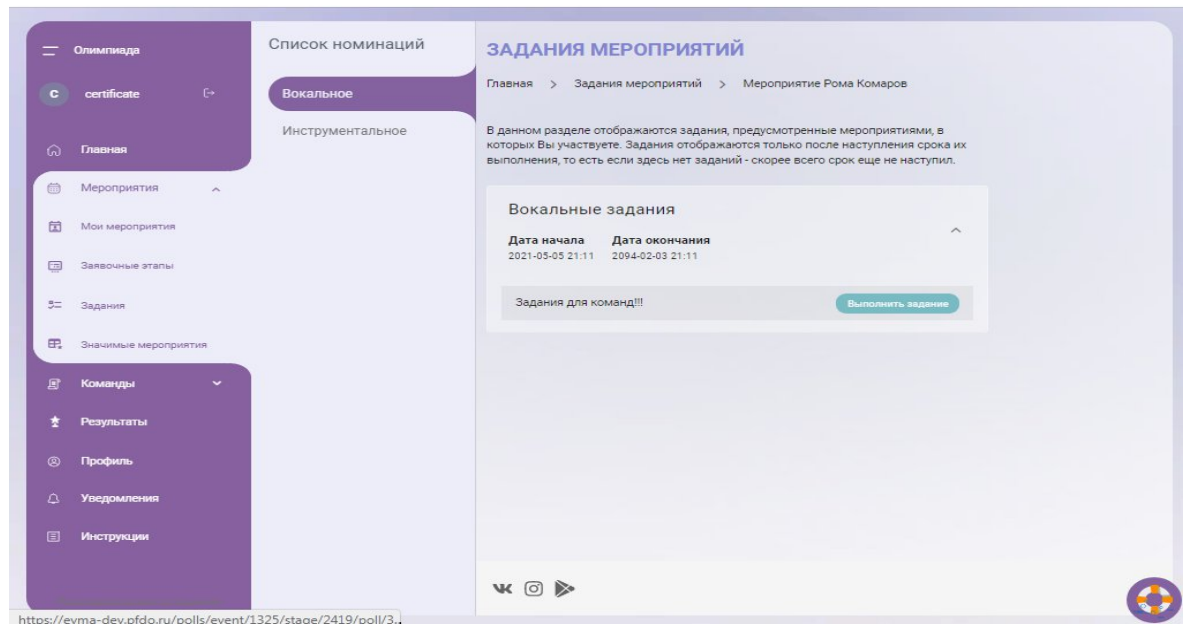 Олимпиада
C certificate
Главная
Мероприятия
Мои мероприятия
Заявочные этапы
Задания
Значимые мероприятия
Команды
Результаты
Профиль
Уведомления
Инструкции
Список номинаций
Вокальное
Инструментальное
ЗАДАНИЯ МЕРОПРИЯТИЙ
Главная > Задания мероприятий > Мероприятие Рома Комаров
В данном разделе отображаются задания, предусмотренные мероприятиями, в
которых Вы участвуете. Задания отображаются только после наступления срока их
выполнения, то есть если здесь нет заданий - скорее всего срок еще не наступил.
Вокальные задания
Дата начала Дата окончания
2021-05-05 21:11 2094-02-03 21:11
Задания для команд!!! Выполнить задание
https://evma-dev.pfdo.ru/polls/event/1325/stage/2419/poll/3...